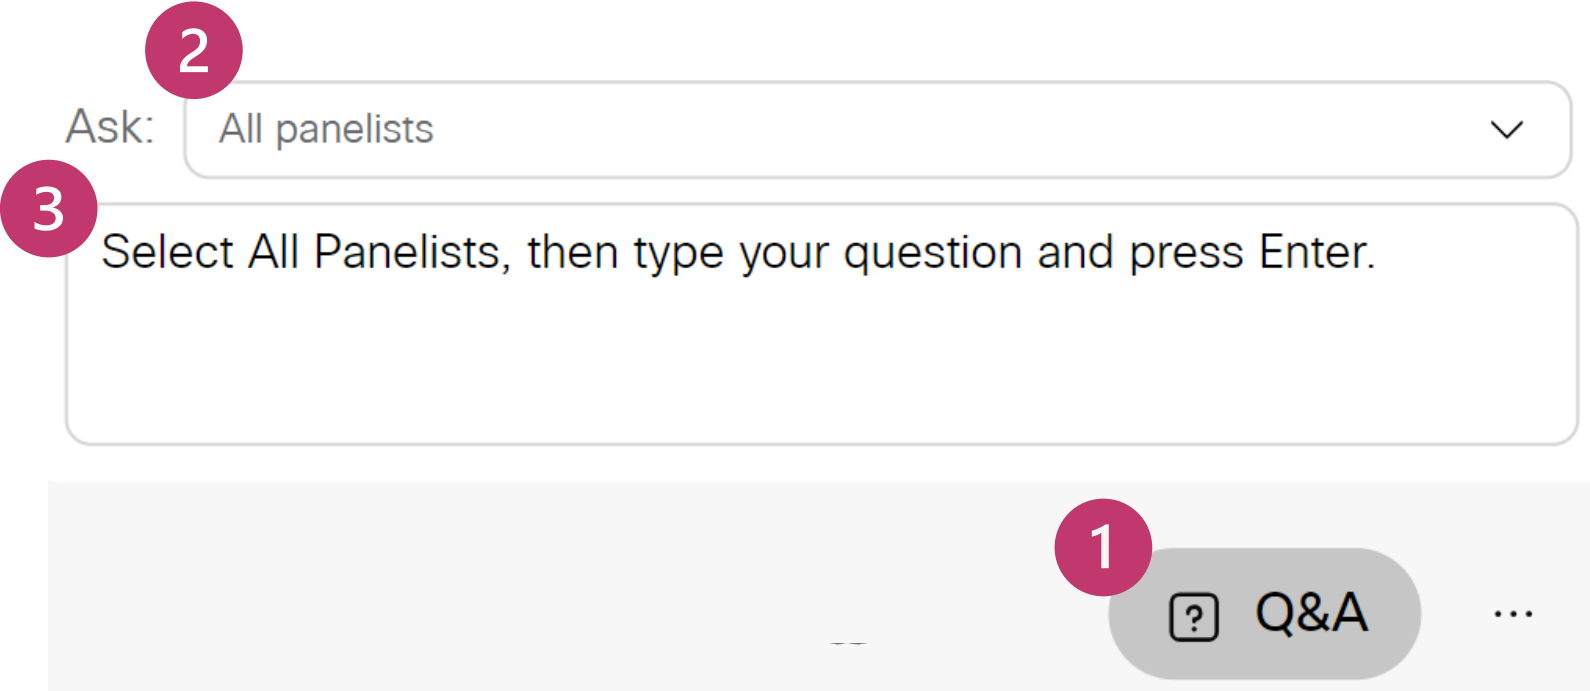 2
Ask: All panelists
3
Select All Panelists, then type your question and press Enter.
1
Q&A